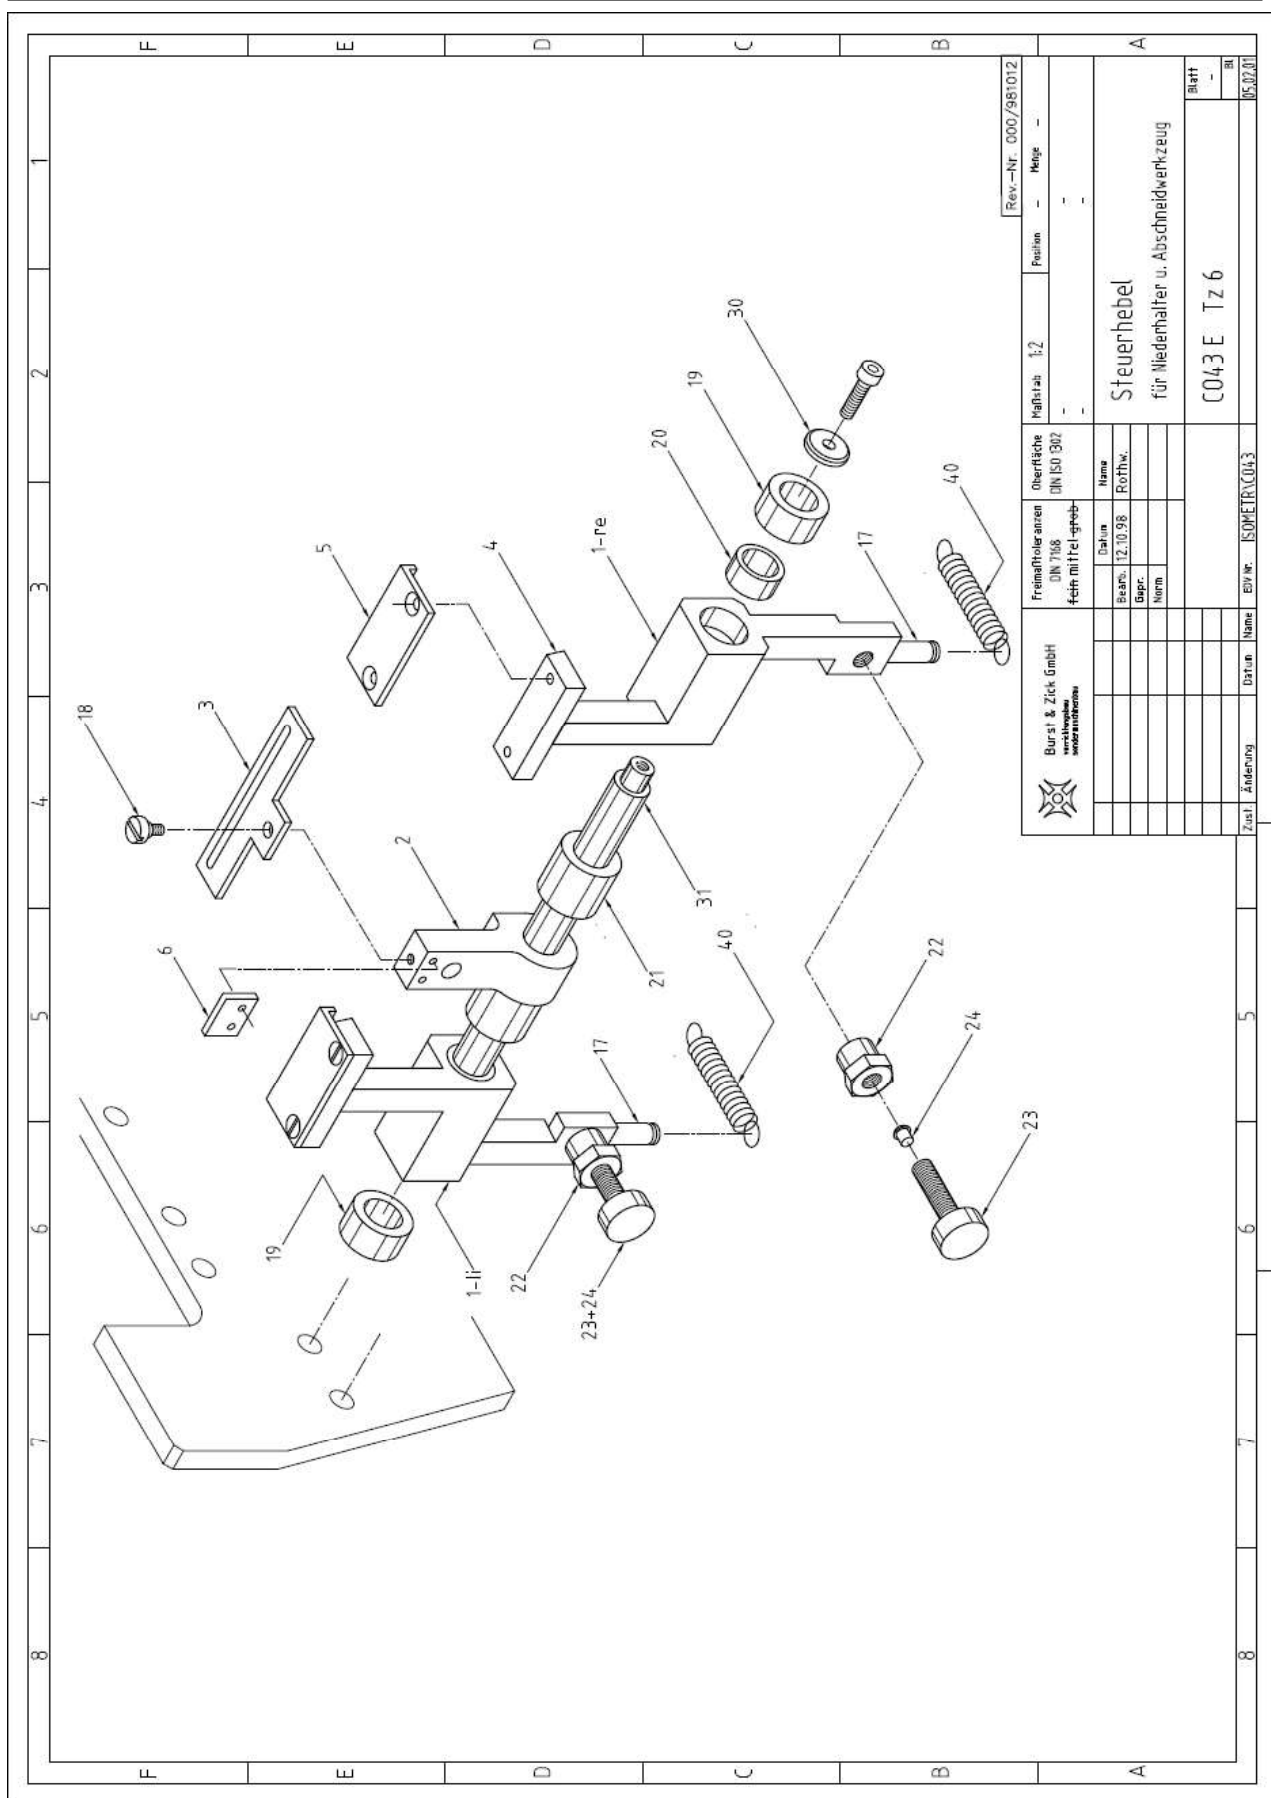 1
2
3
4
5
6
7
8
F
E
D
C
B
A
18
3
5
6
2
4
1-re
20
19
30
19
1-li
22
23+24
17
40
21
31
17
40
22
24
23
Rev.-Nr. 000/981012
Burst & Zick GmbH
Freimaßtoleranzen
DIN 7168
fein mittel grob
Oberfläche
DIN ISO 1302
Maßstab 1:2
Position -
Menge -
- -
- -
Datum Name
Bearb. 12.10.98 Rothw.
Gepr.
Norm
Steuerhebel
für Niederhalter u. Abschneidwerkzeug
C043 E Tz 6
Blatt
-
Bl
Zust. Änderung Datum Name EDV Nr. ISOMETR\C043 05.02.01
5
6
7
8
F
E
D
C
B
A